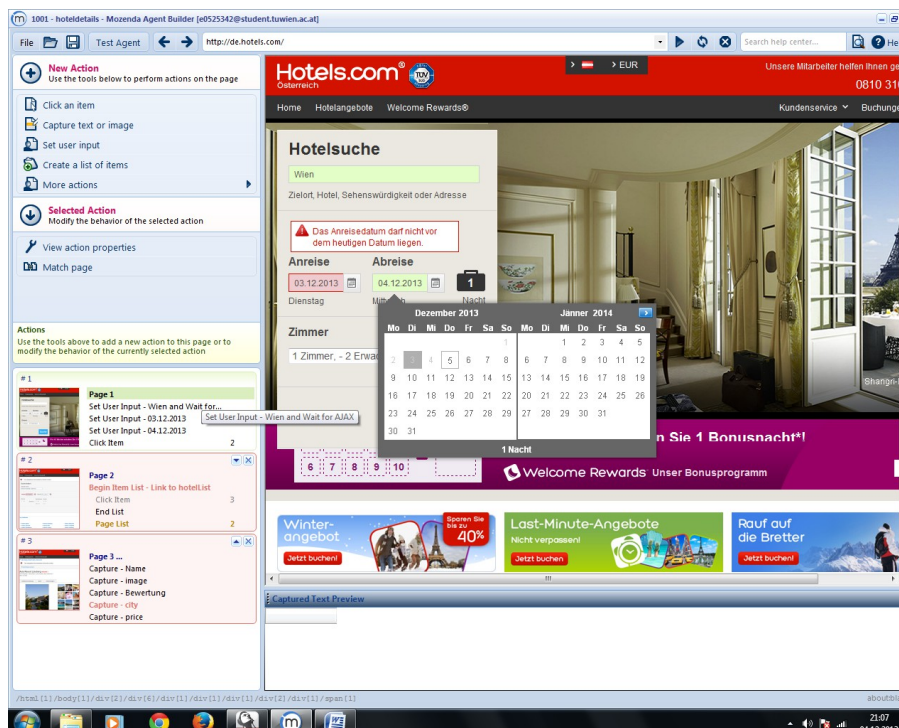 1001 - hoteldetails - Mozenda Agent Builder [e0525342@student.tuwien.ac.at]
File Test Agent http://de.hotels.com/ Search help center... He
New Action
Use the tools below to perform actions on the page
Click an item
Capture text or image
Set user input
Create a list of items
More actions
Selected Action
Modify the behavior of the selected action
View action properties
Match page
Actions
Use the tools above to add a new action to this page or to
modify the behavior of the currently selected action
# 1
Page 1
Set User Input - Wien and Wait for...
Set User Input - 03.12.2013
Set User Input - 04.12.2013
Click Item 2
Set User Input - Wien and Wait for AJAX
# 2
Page 2
Begin Item List - Link to hotelList
Click Item 3
End List
Page List 2
# 3
Page 3 ...
Capture - Name
Capture - image
Capture - Bewertung
Capture - city
Capture - price
Hotels.com®
Österreich
TÜV
> EUR
Unsere Mitarbeiter helfen Ihnen ge
0810 310
Home Hotelangebote Welcome Rewards® Kundenservice Buchunge
Hotelsuche
Wien
Zielort, Hotel, Sehenswürdigkeit oder Adresse
Das Anreisedatum darf nicht vor
dem heutigen Datum liegen.
Anreise Abreise
03.12.2013 04.12.2013 1
Dienstag Nacht
Zimmer
1 Zimmer, - 2 Erwac
Dezember 2013 Jänner 2014
Mo Di Mi Do Fr Sa So Mo Di Mi Do Fr Sa So
1 1 2 3 4 5
2 3 4 5 6 7 8 6 7 8 9 10 11 12
9 10 11 12 13 14 15 13 14 15 16 17 18 19
16 17 18 19 20 21 22 20 21 22 23 24 25 26
23 24 25 26 27 28 29 27 28 29 30 31
30 31
1 Nacht
Shangri-
n Sie 1 Bonusnacht*!
6 7 8 9 10
Welcome Rewards Unser Bonusprogramm
Winter-
angebot
Jetzt buchen!
Sparen Sie
bis zu
40%
Last-Minute-Angebote
Nicht verpassen!
Jetzt buchen
Rauf auf
die Bretter
Jetzt buchen!
Captured Text Preview
/html[1]/body[1]/div[2]/div[6]/div[1]/div[1]/div[1]/div[2]/div[1]/span[1] about:bla
21:07
04.12.2013